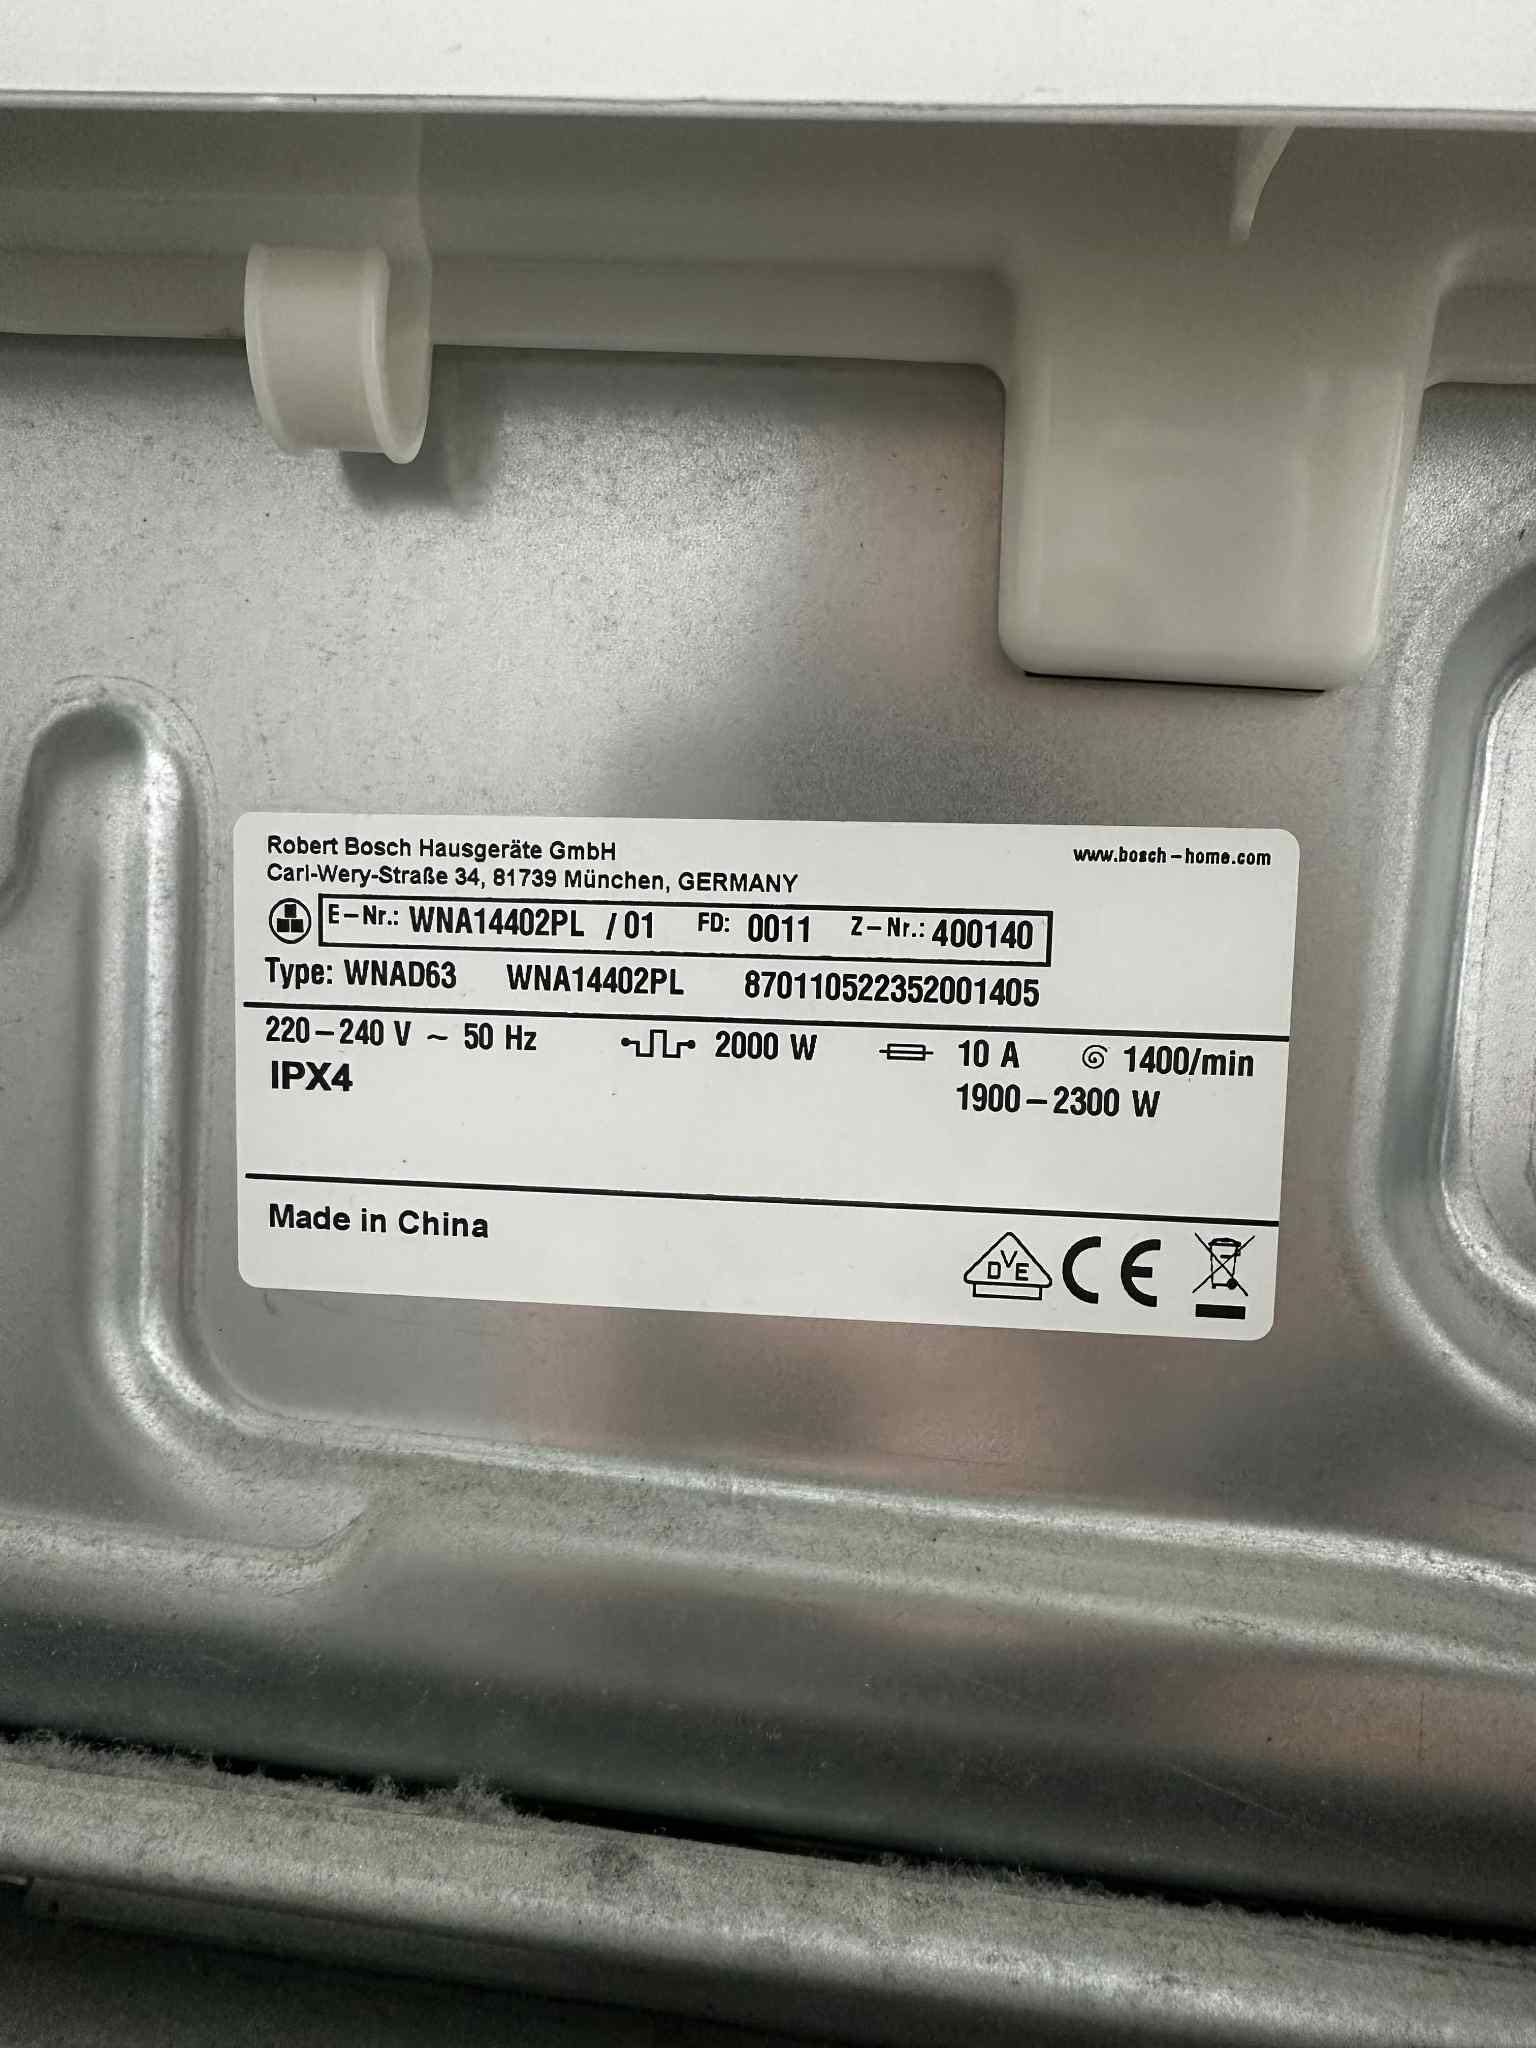 Robert Bosch Hausgeräte GmbH
www.bosch-home.com
Carl-Wery-Straße 34, 81739 München, GERMANY
E-Nr.: WNA14402PL /01 FD: 0011 Z-Nr.: 400140
Type: WNAD63 WNA14402PL 870110522352001405
220-240 V ~ 50 Hz 2000 W 10 A 1400/min
IPX4 1900-2300 W
Made in China
DVE CE